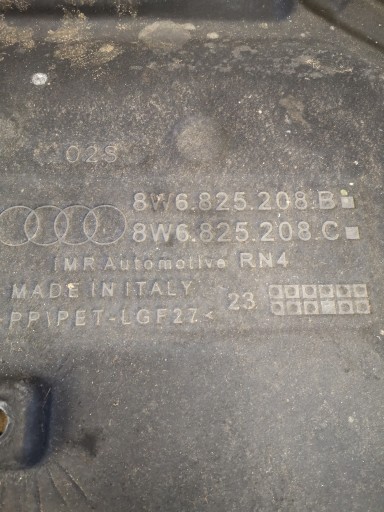 02S
8W6.825.208.B
8W6.825.208.C
IMR Automotive RN4
MADE IN ITALY 23
PP\PET-LGF27<